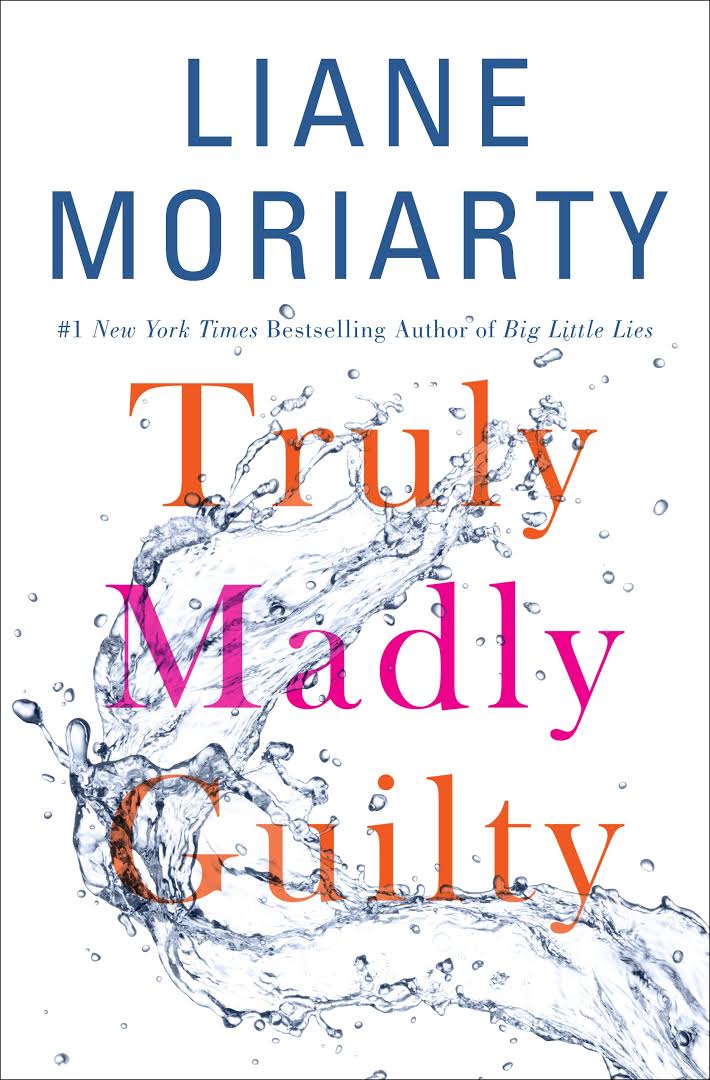 LIANE
MORIARTY
#1 New York Times Bestselling Author of Big Little Lies
Truly
Madly
Guilty